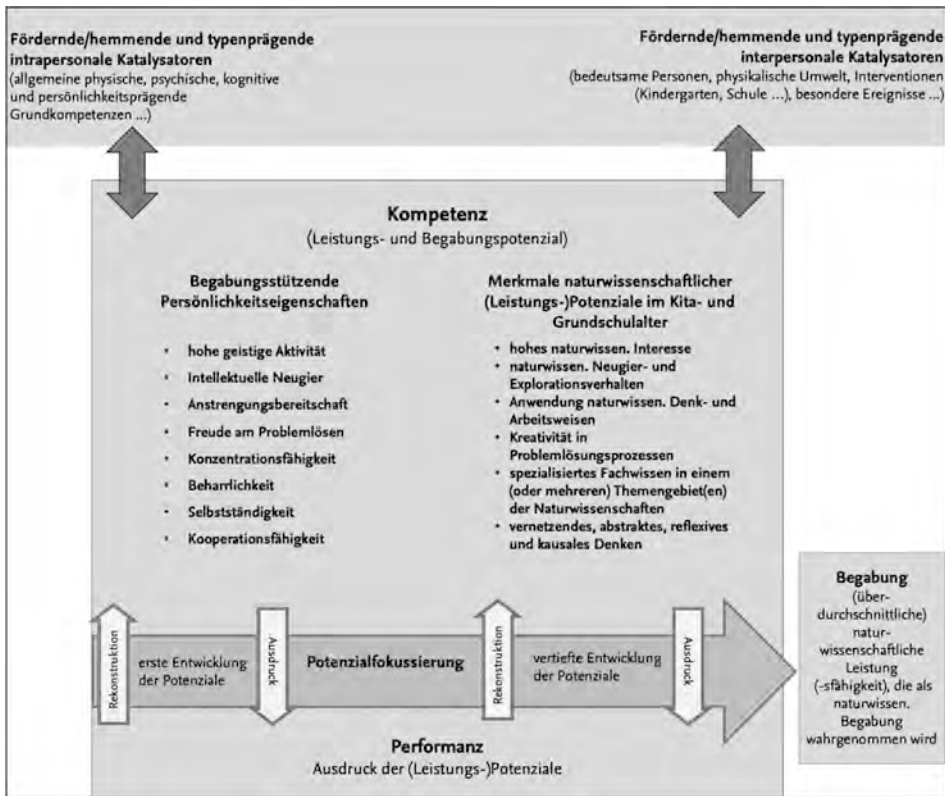 Fördernde/hemmende und typenprägende
intrapersonale Katalysatoren
(allgemeine physische, psychische, kognitive
und persönlichkeitsprägende
Grundkompetenzen ...)
Fördernde/hemmende und typenprägende
interpersonale Katalysatoren
(bedeutsame Personen, physikalische Umwelt, Interventionen
(Kindergarten, Schule ...), besondere Ereignisse ...)
Kompetenz
(Leistungs- und Begabungspotenzial)
Begabungsstützende
Persönlichkeitseigenschaften
• hohe geistige Aktivität
• Intellektuelle Neugier
• Anstrengungsbereitschaft
• Freude am Problemlösen
• Konzentrationsfähigkeit
• Beharrlichkeit
• Selbstständigkeit
• Kooperationsfähigkeit
Merkmale naturwissenschaftlicher
(Leistungs-)Potenziale im Kita- und
Grundschulalter
• hohes naturwissen. Interesse
• naturwissen. Neugier- und
Explorationsverhalten
• Anwendung naturwissen. Denk- und
Arbeitsweisen
• Kreativität in
Problemlösungsprozessen
• spezialisiertes Fachwissen in einem
(oder mehreren) Themengebiet(en)
der Naturwissenschaften
• vernetzendes, abstraktes, reflexives
und kausales Denken
Rekonstruktion
erste Entwicklung
der Potenziale
Ausdruck
Potenzialfokussierung
Rekonstruktion
vertiefte Entwicklung
der Potenziale
Ausdruck
Performanz
Ausdruck der (Leistungs-)Potenziale
Begabung
(über-
durchschnittliche)
natur-
wissenschaftliche
Leistung
(-sfähigkeit), die als
naturwissen.
Begabung
wahrgenommen wird